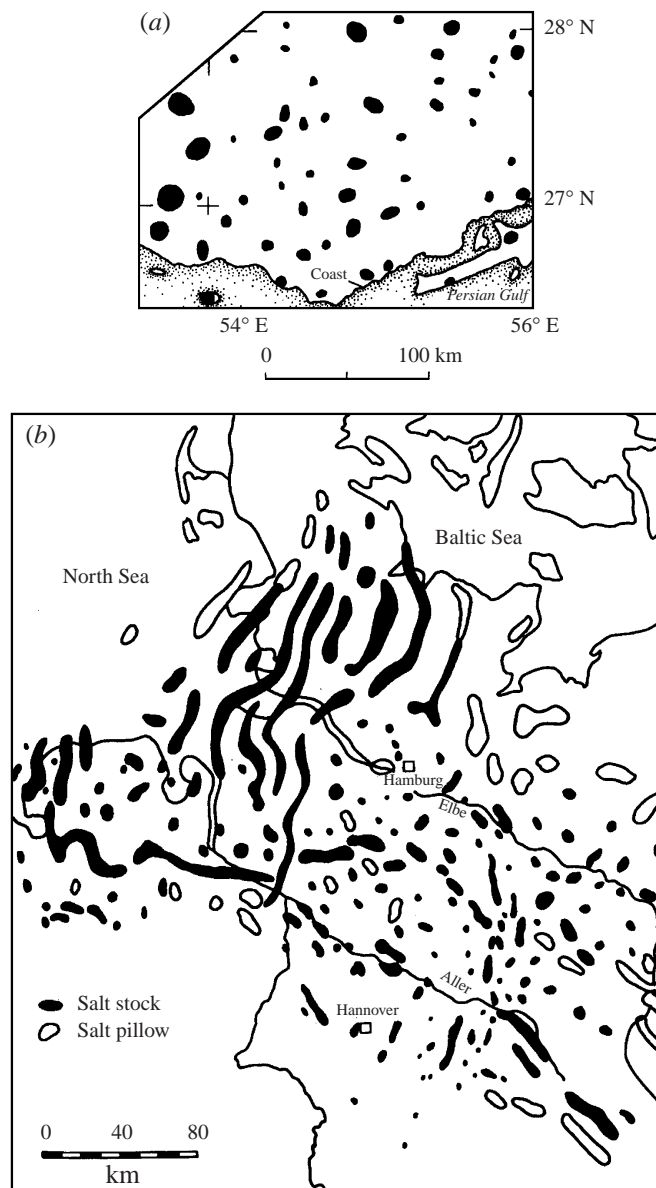 (a)
28° N
27° N
Coast
Persian Gulf
54° E
56° E
0
100 km
(b)
Baltic Sea
North Sea
Hamburg
Elbe
Aller
Salt stock
Hannover
Salt pillow
0
40
80
km